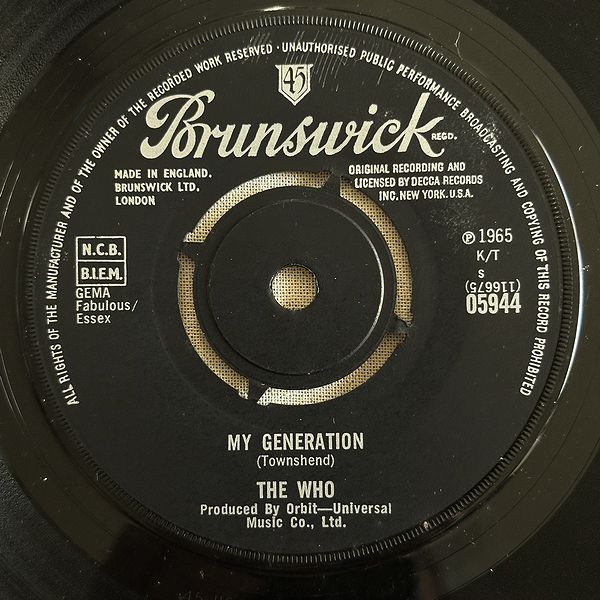 ALL RIGHTS OF THE MANUFACTURER AND OF THE OWNER OF THE RECORDED WORK RESERVED · UNAUTHORISED PUBLIC PERFORMANCE BROADCASTING AND COPYING OF THIS RECORD PROHIBITED
45
Brunswick
REGD.
MADE IN ENGLAND.
BRUNSWICK LTD.
LONDON
ORIGINAL RECORDING AND
LICENSED BY DECCA RECORDS
INC. NEW YORK. U.S.A.
N.C.B.
B.I.E.M.
GEMA
Fabulous/
Essex
℗ 1965
K/T
S
(116675)
05944
MY GENERATION
(Townshend)
THE WHO
Produced By Orbit—Universal
Music Co., Ltd.